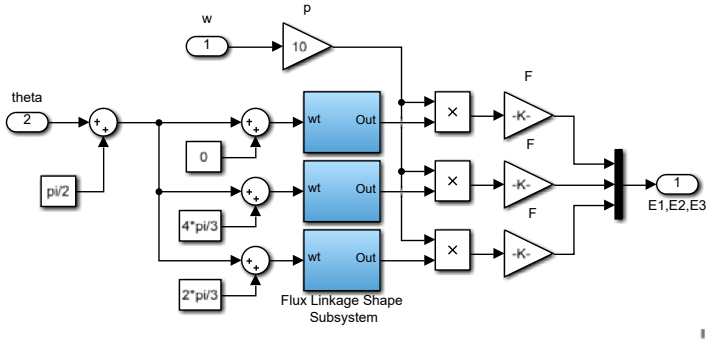 w
p
1
10
F
theta
2
wt
Out
×
-K-
0
F
pi/2
wt
Out
×
-K-
1
E1,E2,E3
4*pi/3
F
wt
Out
×
-K-
2*pi/3
Flux Linkage Shape
Subsystem